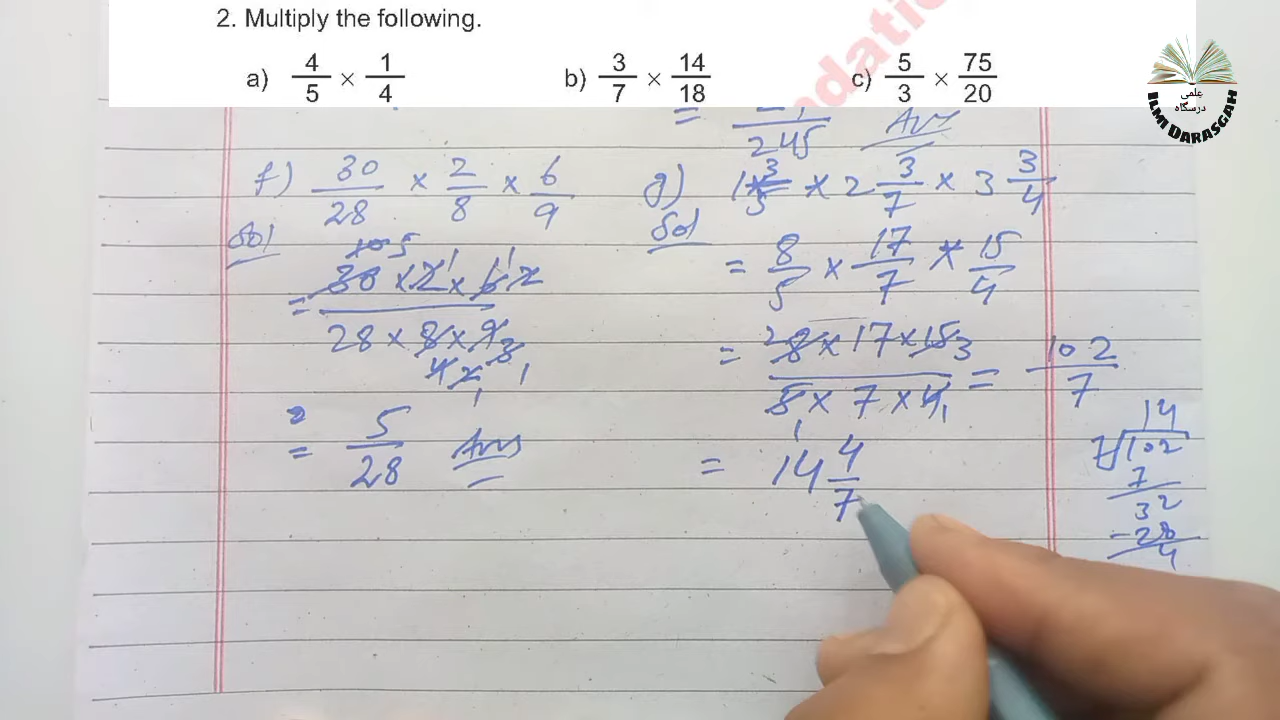 2. Multiply the following.
a) 4/5 × 1/4 b) 3/7 × 14/18 c) 5/3 × 75/20
علمی
درسگاه
ILMI DARASGAH
= 245 Ans
f) 30/28 × 2/8 × 6/9
g) 1 3/5 × 2 3/7 × 3 3/4
Sol
= 30 × 2 × 6 / 28 × 8 × 9
= 5/28 Ans
Sol
= 8/5 × 17/7 × 15/4
= 8 × 17 × 15 / 5 × 7 × 4 = 102/7
= 14 4/7
14
7 102
7
32
- 28
4